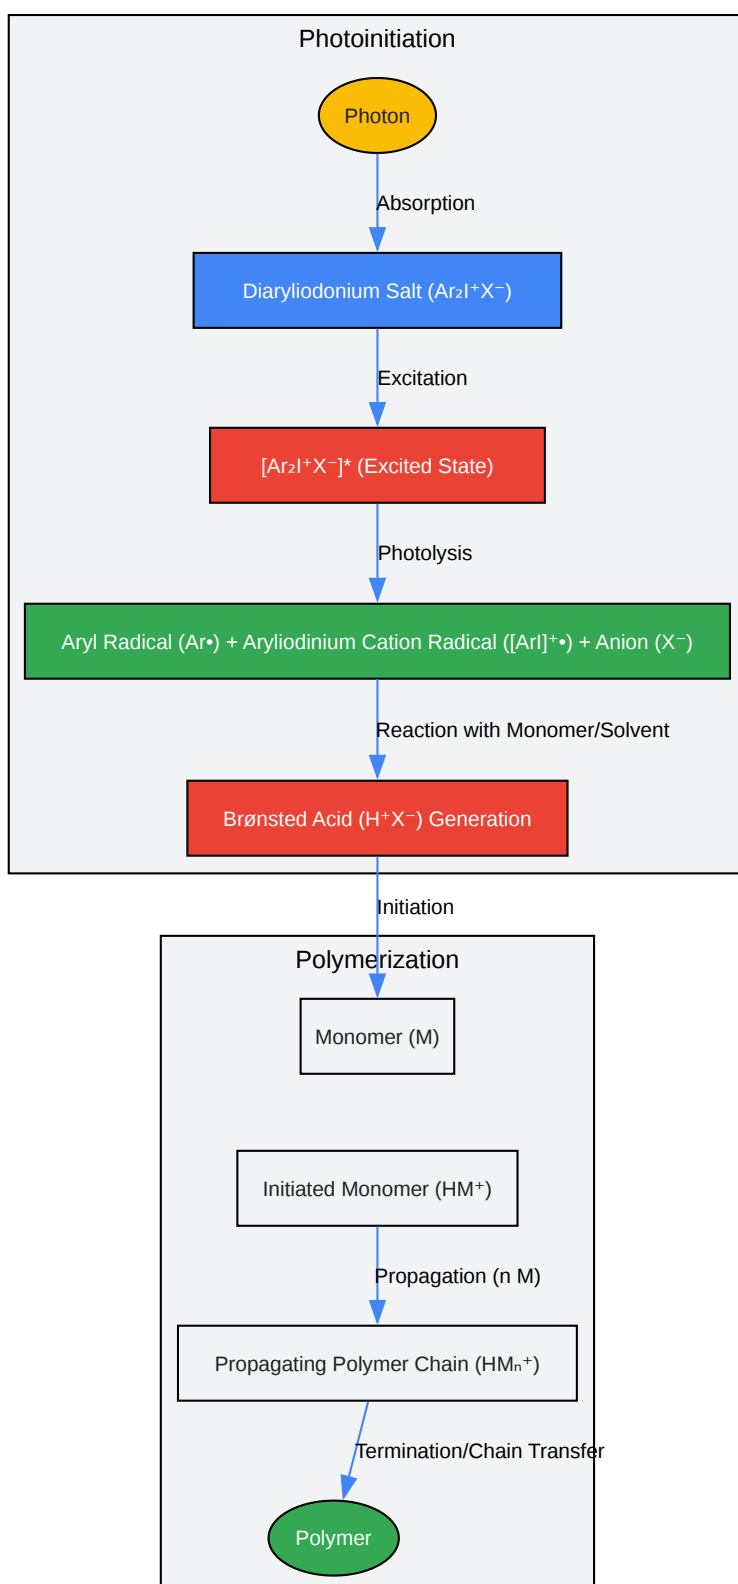 Photoinitiation
Photon
Absorption
Diaryliodonium Salt (Ar₂I⁺X⁻)
Excitation
[Ar₂I⁺X⁻]* (Excited State)
Photolysis
Aryl Radical (Ar•) + Aryliodinium Cation Radical ([ArI]⁺•) + Anion (X⁻)
Reaction with Monomer/Solvent
Brønsted Acid (H⁺X⁻) Generation
Initiation
Polymerization
Monomer (M)
Initiated Monomer (HM⁺)
Propagation (n M)
Propagating Polymer Chain (HMₙ⁺)
Termination/Chain Transfer
Polymer